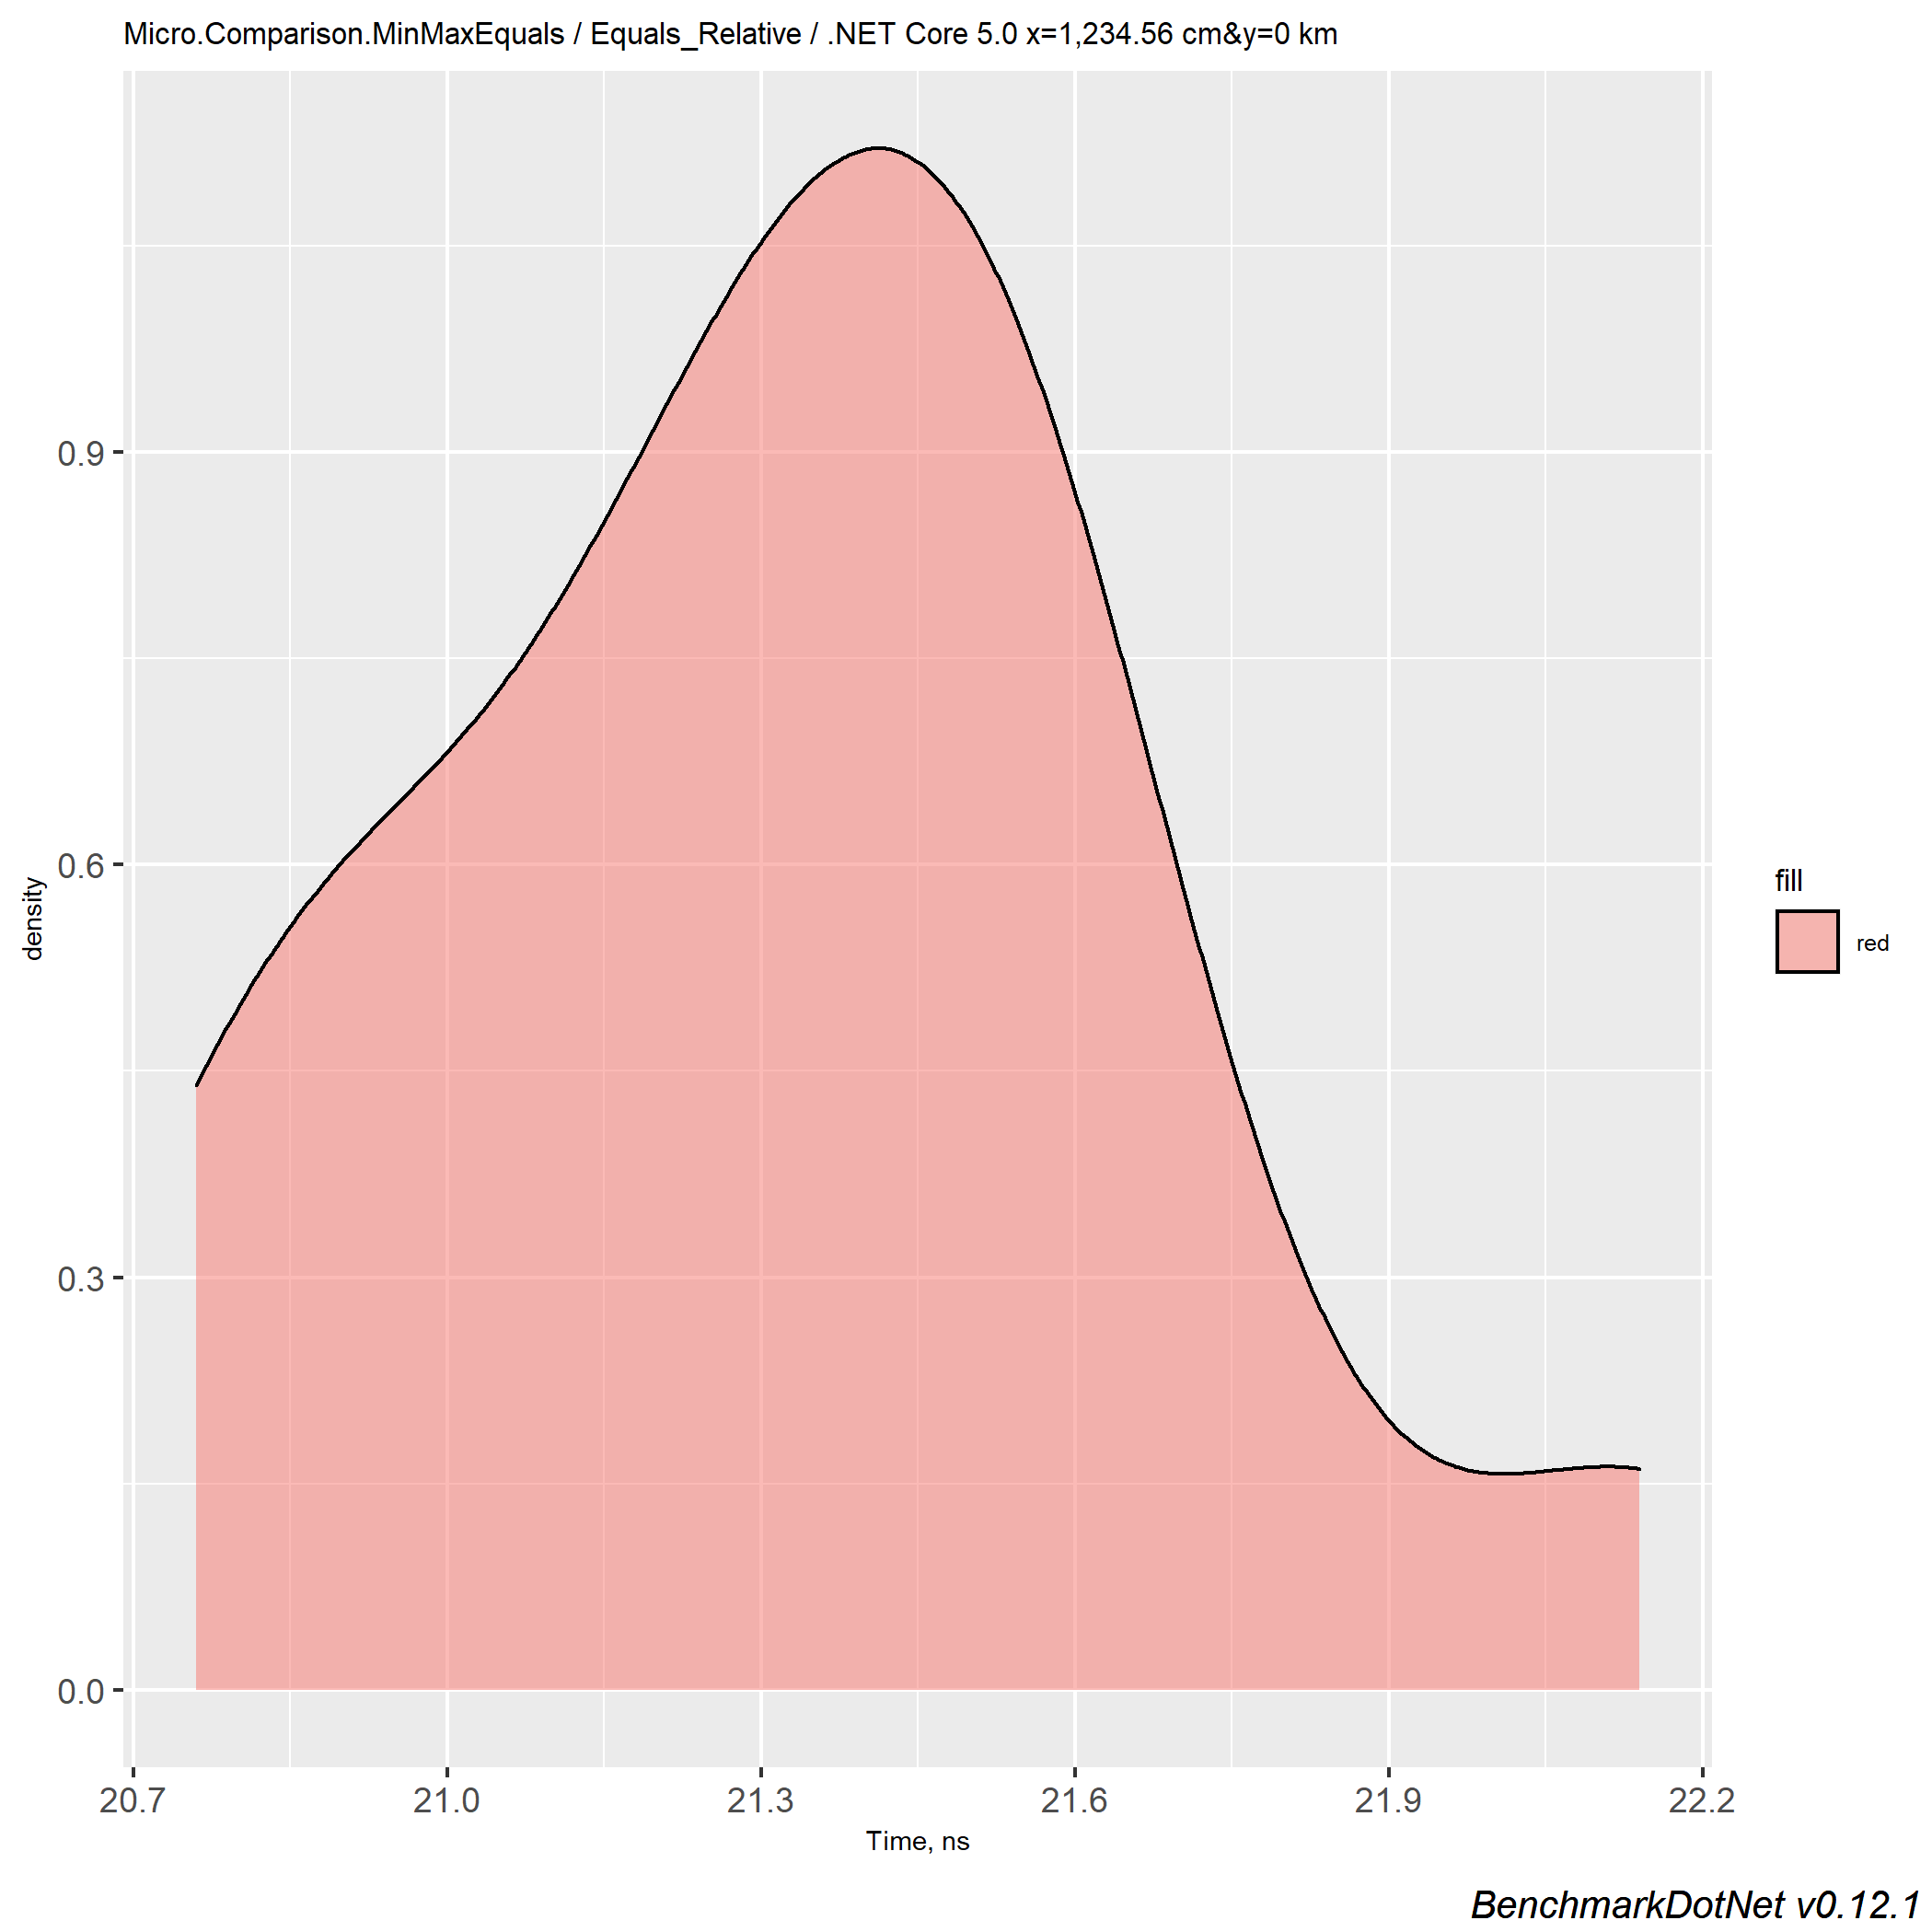 Micro.Comparison.MinMaxEquals / Equals_Relative / .NET Core 5.0 x=1,234.56 cm&y=0 km
density
0.9
0.6
0.3
0.0
20.7 21.0 21.3 21.6 21.9 22.2
Time, ns
fill
red
BenchmarkDotNet v0.12.1